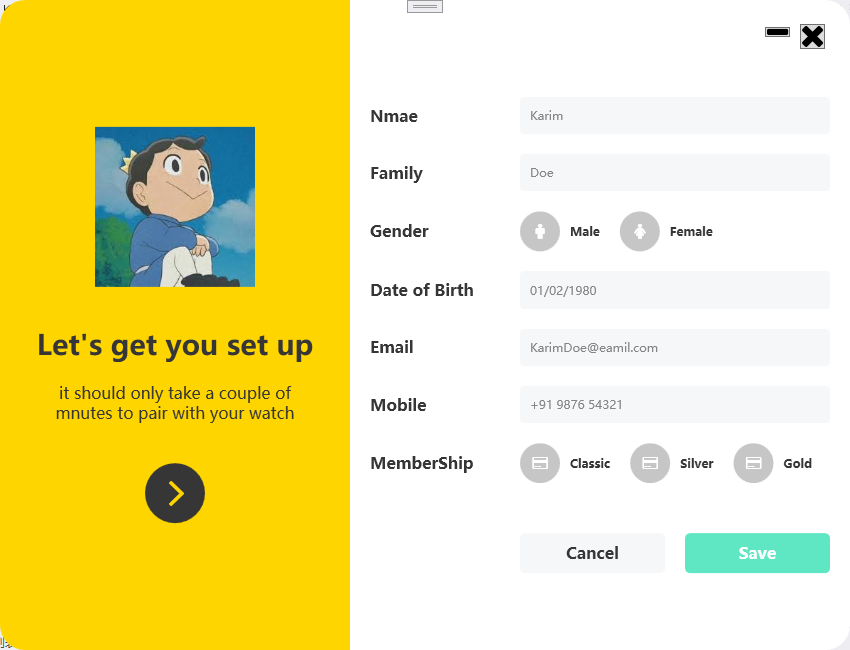 Let's get you set up
it should only take a couple of
mnutes to pair with your watch
Nmae
Karim
Family
Doe
Gender
Male
Female
Date of Birth
01/02/1980
Email
KarimDoe@eamil.com
Mobile
+91 9876 54321
MemberShip
Classic
Silver
Gold
Cancel
Save